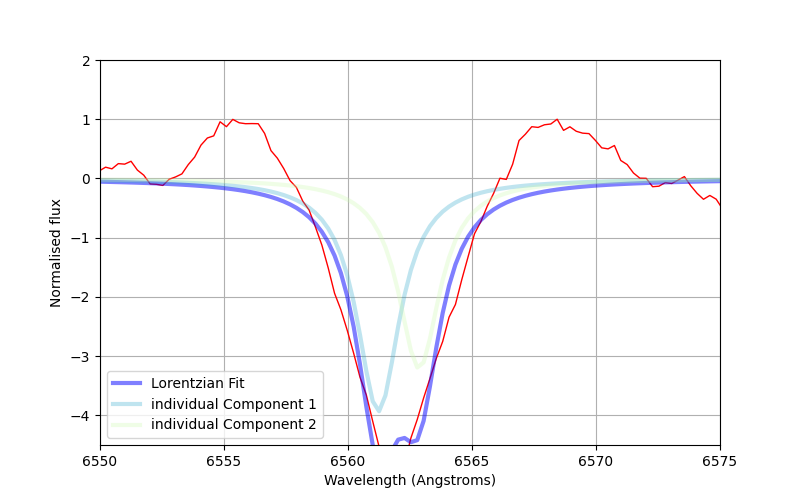 2
1
0
−1
−2
−3
−4
Normalised flux
Lorentzian Fit
individual Component 1
individual Component 2
6550 6555 6560 6565 6570 6575
Wavelength (Angstroms)